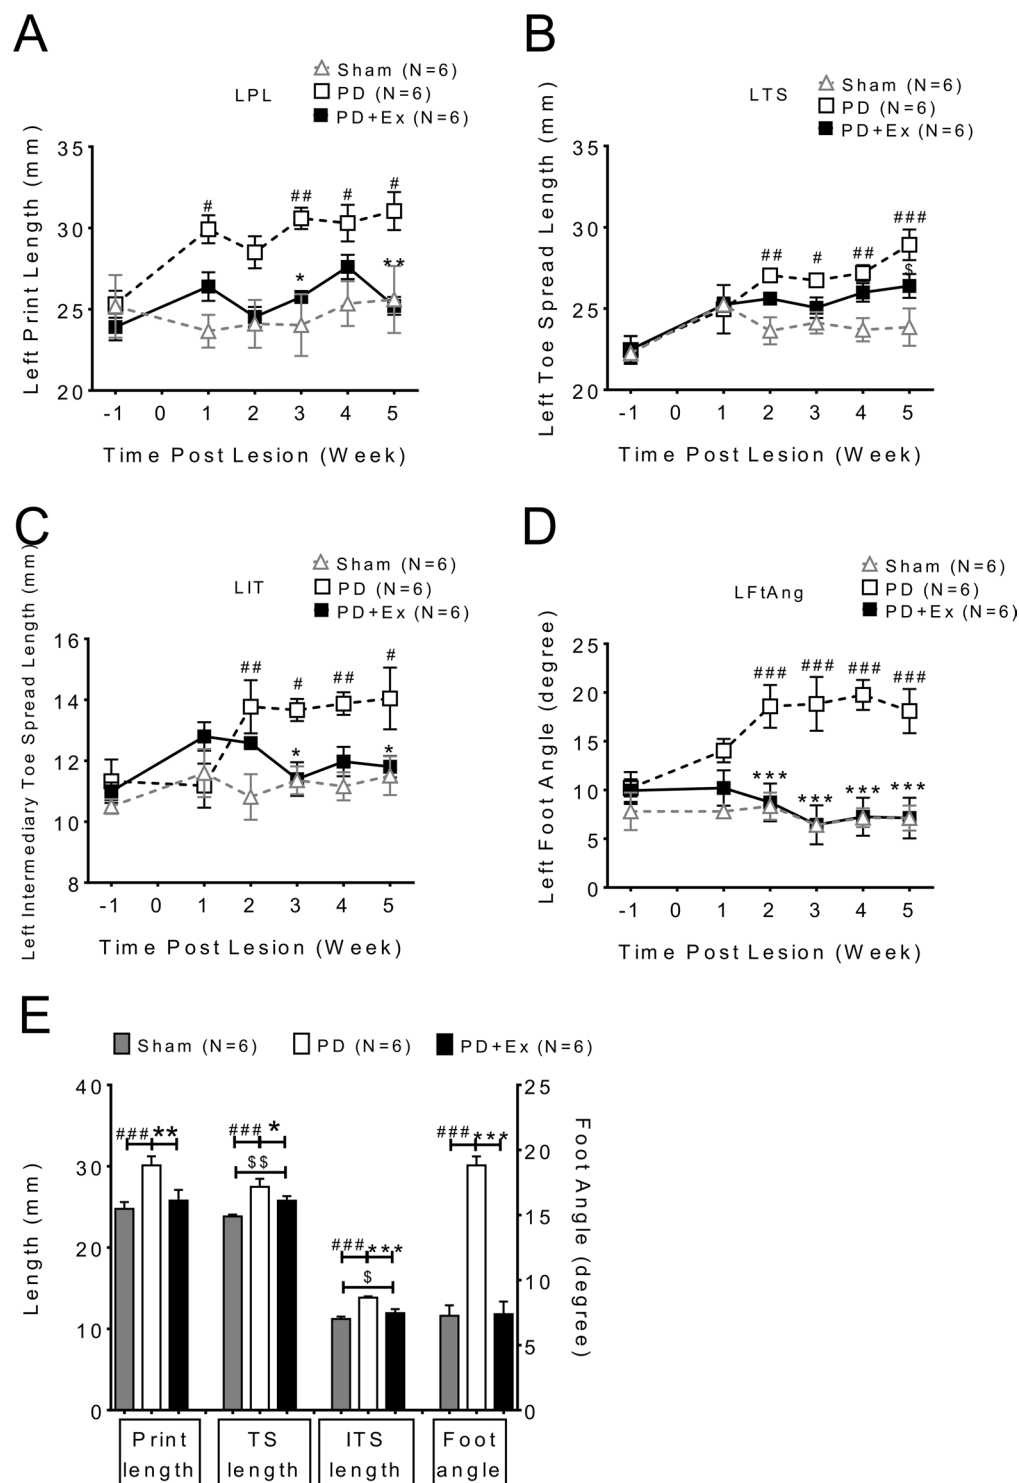 A
LPL
Sham (N=6)
PD (N=6)
PD+Ex (N=6)
Left Print Length (mm)
35
30
25
20
# ## # #
* **
-1 0 1 2 3 4 5
Time Post Lesion (Week)
B
LTS
Sham (N=6)
PD (N=6)
PD+Ex (N=6)
Left Toe Spread Length (mm)
35
30
25
20
## # ## ###
$
-1 0 1 2 3 4 5
Time Post Lesion (Week)
C
LIT
Sham (N=6)
PD (N=6)
PD+Ex (N=6)
Left Intermediary Toe Spread Length (mm)
16
14
12
10
8
## # ## #
* *
-1 0 1 2 3 4 5
Time Post Lesion (Week)
D
LFtAng
Sham (N=6)
PD (N=6)
PD+Ex (N=6)
Left Foot Angle (degree)
25
20
15
10
5
0
### ### ### ###
*** *** *** ***
-1 0 1 2 3 4 5
Time Post Lesion (Week)
E
Sham (N=6) PD (N=6) PD+Ex (N=6)
Length (mm)
40
30
20
10
0
### **
### *
$$
### ***
$
### ***
25
20
15
10
5
0
Foot Angle (degree)
Print
length
TS
length
ITS
length
Foot
angle